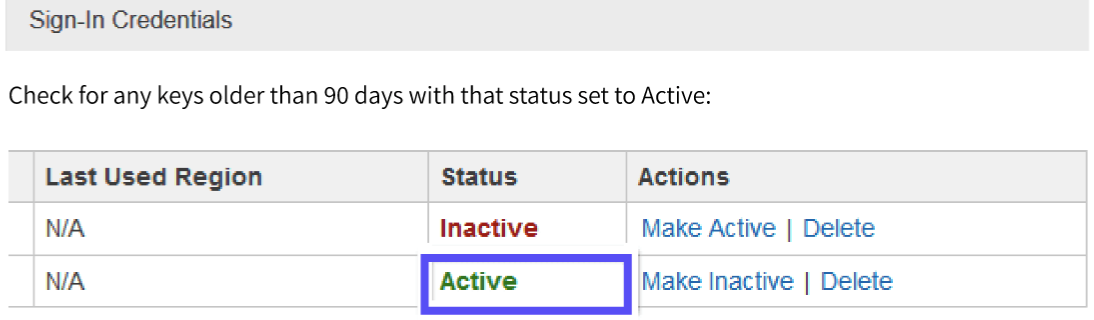 Sign-In Credentials
Check for any keys older than 90 days with that status set to Active:
Last Used Region Status Actions
N/A Inactive Make Active | Delete
N/A Active Make Inactive | Delete